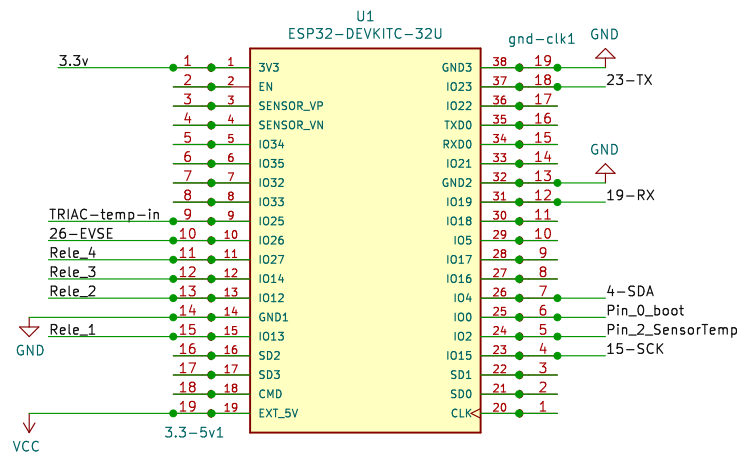 U1
ESP32-DEVKITC-32U
gnd-clk1
GND
3.3v 1 1 3V3 GND3 38 19
2 2 EN IO23 37 18 23-TX
3 3 SENSOR_VP IO22 36 17
4 4 SENSOR_VN TXD0 35 16
5 5 IO34 RXD0 34 15
GND
6 6 IO35 IO21 33 14
7 7 IO32 GND2 32 13
8 8 IO33 IO19 31 12 19-RX
TRIAC-temp-in 9 9 IO25 IO18 30 11
26-EVSE 10 10 IO26 IO5 29 10
Rele_4 11 11 IO27 IO17 28 9
Rele_3 12 12 IO14 IO16 27 8
Rele_2 13 13 IO12 IO4 26 7 4-SDA
14 14 GND1 IO0 25 6 Pin_0_boot
Rele_1 15 15 IO13 IO2 24 5 Pin_2_SensorTemp
GND
16 16 SD2 IO15 23 4 15-SCK
17 17 SD3 SD1 22 3
18 18 CMD SD0 21 2
19 19 EXT_5V CLK 20 1
3.3-5v1
VCC